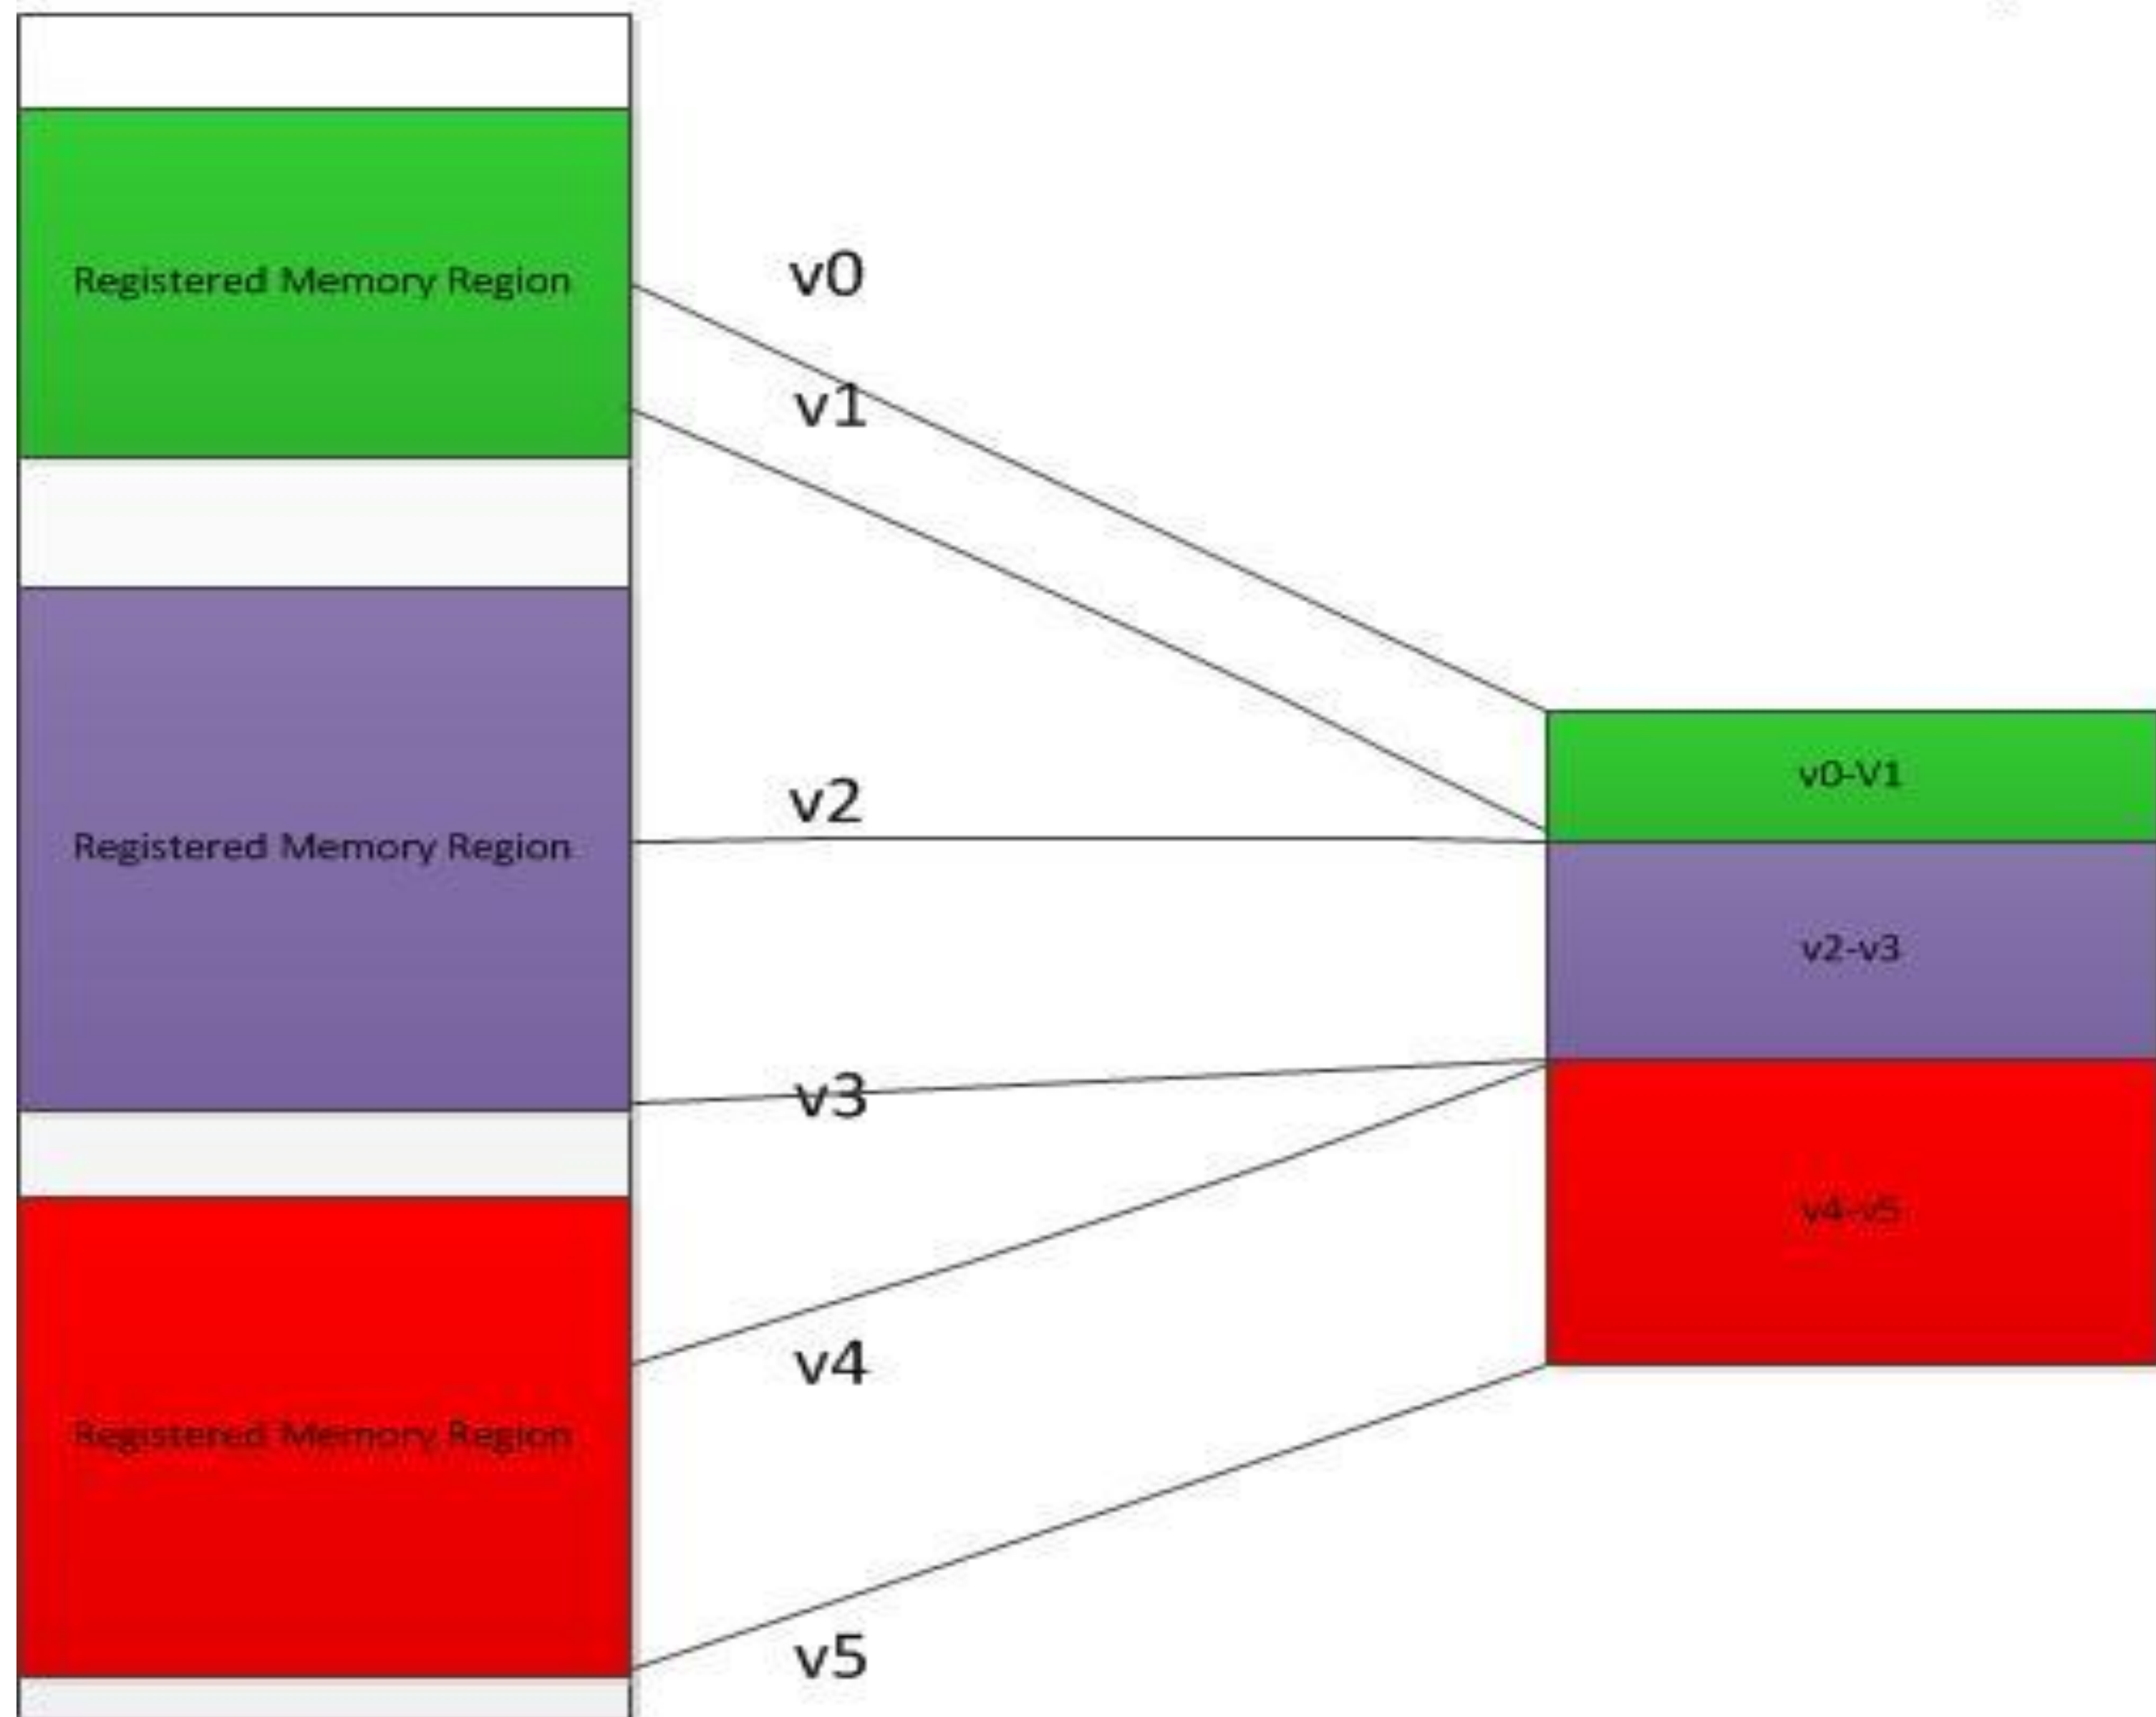 Registered Memory Region
v0
v1
v0-V1
v2
Registered Memory Region
v2-v3
v3
v4-v5
v4
Registered Memory Region
v5